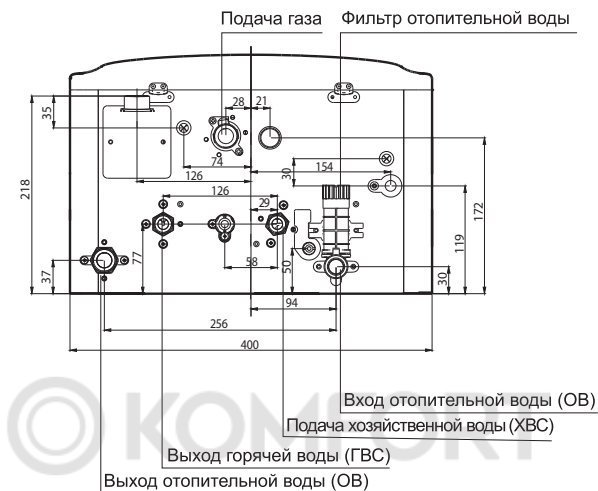 Подача газа
Фильтр отопительной воды
28
21
35
74
154
30
126
218
126
29
172
119
77
58
50
37
30
94
256
400
KOMFORT
Вход отопительной воды (ОВ)
Подача хозяйственной воды (ХВС)
Выход горячей воды (ГВС)
Выход отопительной воды (ОВ)